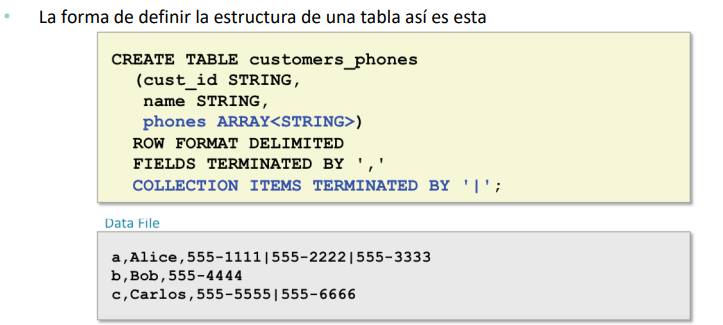 • La forma de definir la estructura de una tabla así es esta
CREATE TABLE customers_phones
(cust_id STRING,
name STRING,
phones ARRAY<STRING>)
ROW FORMAT DELIMITED
FIELDS TERMINATED BY ','
COLLECTION ITEMS TERMINATED BY '|';
Data File
a,Alice,555-1111|555-2222|555-3333
b,Bob,555-4444
c,Carlos,555-5555|555-6666